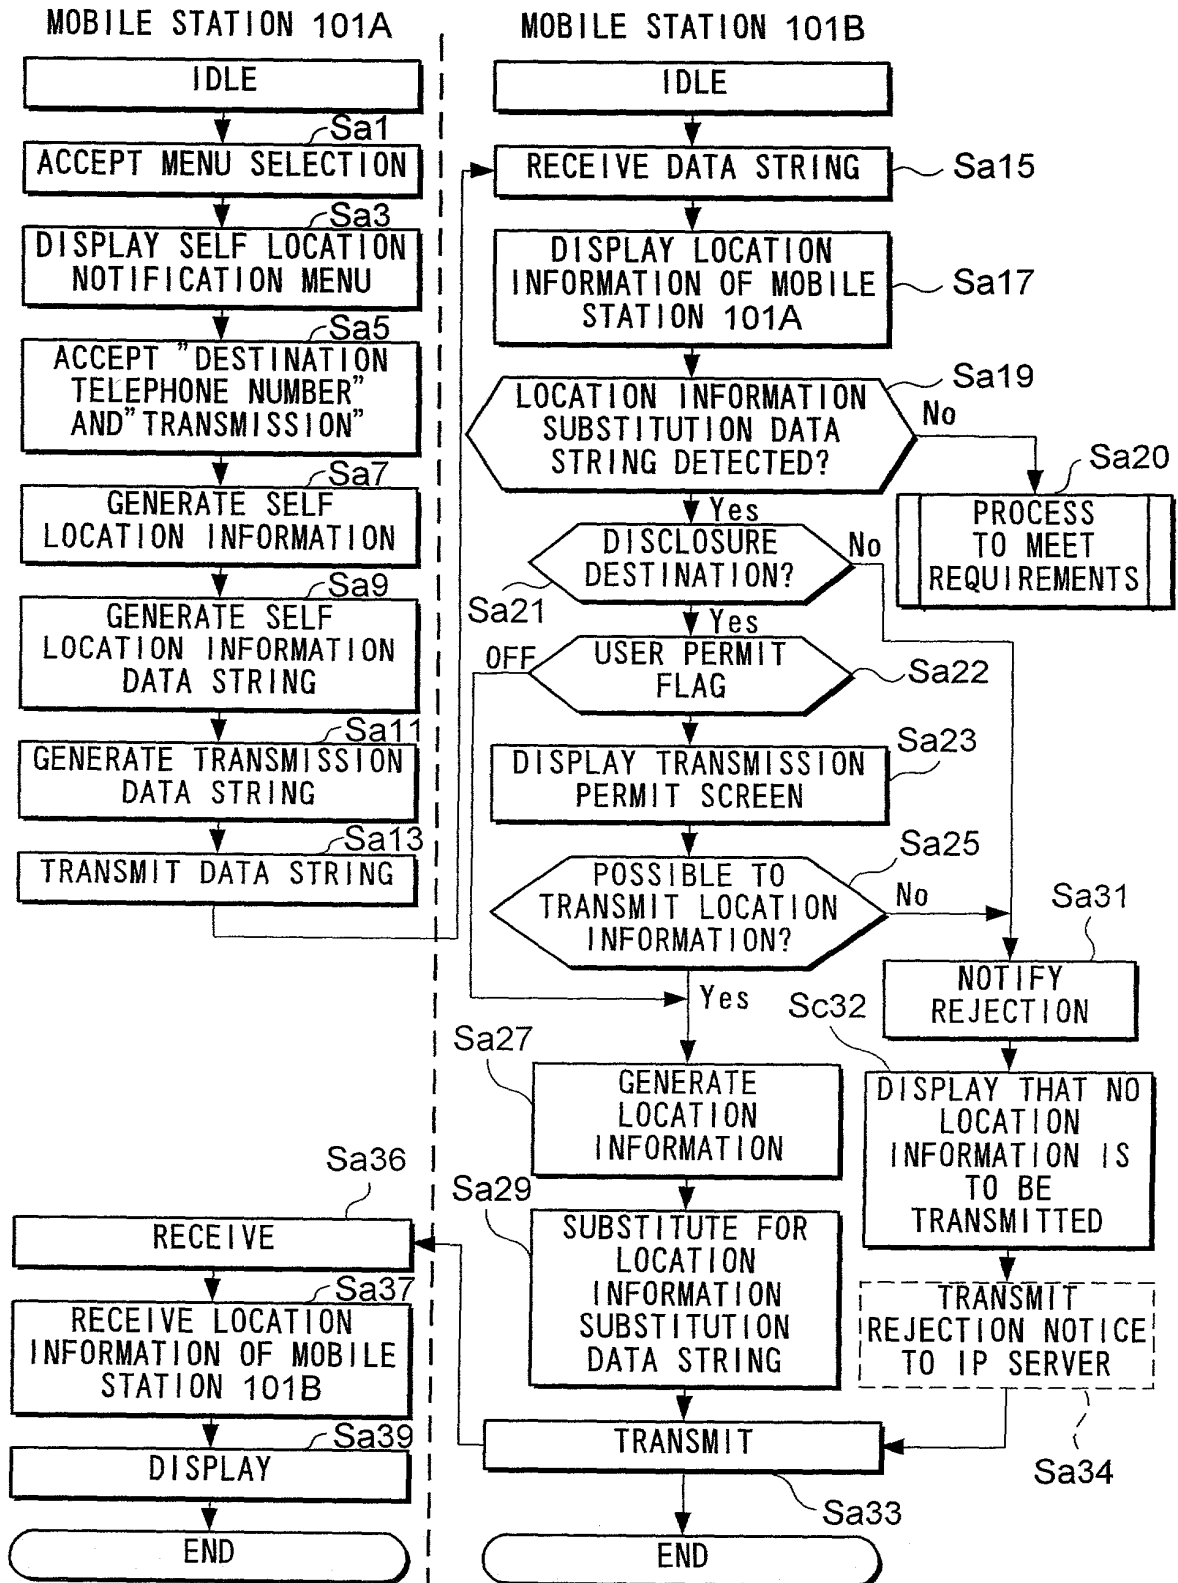 MOBILE STATION 101A
IDLE
Sa1
ACCEPT MENU SELECTION
Sa3
DISPLAY SELF LOCATION
NOTIFICATION MENU
Sa5
ACCEPT "DESTINATION
TELEPHONE NUMBER"
AND"TRANSMISSION"
Sa7
GENERATE SELF
LOCATION INFORMATION
Sa9
GENERATE SELF
LOCATION INFORMATION
DATA STRING
Sa11
GENERATE TRANSMISSION
DATA STRING
Sa13
TRANSMIT DATA STRING
Sa36
RECEIVE
Sa37
RECEIVE LOCATION
INFORMATION OF MOBILE
STATION 101B
Sa39
DISPLAY
END
MOBILE STATION 101B
IDLE
RECEIVE DATA STRING
Sa15
DISPLAY LOCATION
INFORMATION OF MOBILE
STATION 101A
Sa17
Sa19
LOCATION INFORMATION
SUBSTITUTION DATA
STRING DETECTED?
No
Yes
Sa20
PROCESS
TO MEET
REQUIREMENTS
DISCLOSURE
DESTINATION?
No
Sa21
Yes
OFF
USER PERMIT
FLAG
Sa22
Sa23
DISPLAY TRANSMISSION
PERMIT SCREEN
Sa25
POSSIBLE TO
TRANSMIT LOCATION
INFORMATION?
No
Yes
Sa31
NOTIFY
REJECTION
Sc32
DISPLAY THAT NO
LOCATION
INFORMATION IS
TO BE
TRANSMITTED
Sa27
GENERATE
LOCATION
INFORMATION
Sa29
SUBSTITUTE FOR
LOCATION
INFORMATION
SUBSTITUTION
DATA STRING
TRANSMIT
REJECTION NOTICE
TO IP SERVER
Sa34
TRANSMIT
Sa33
END